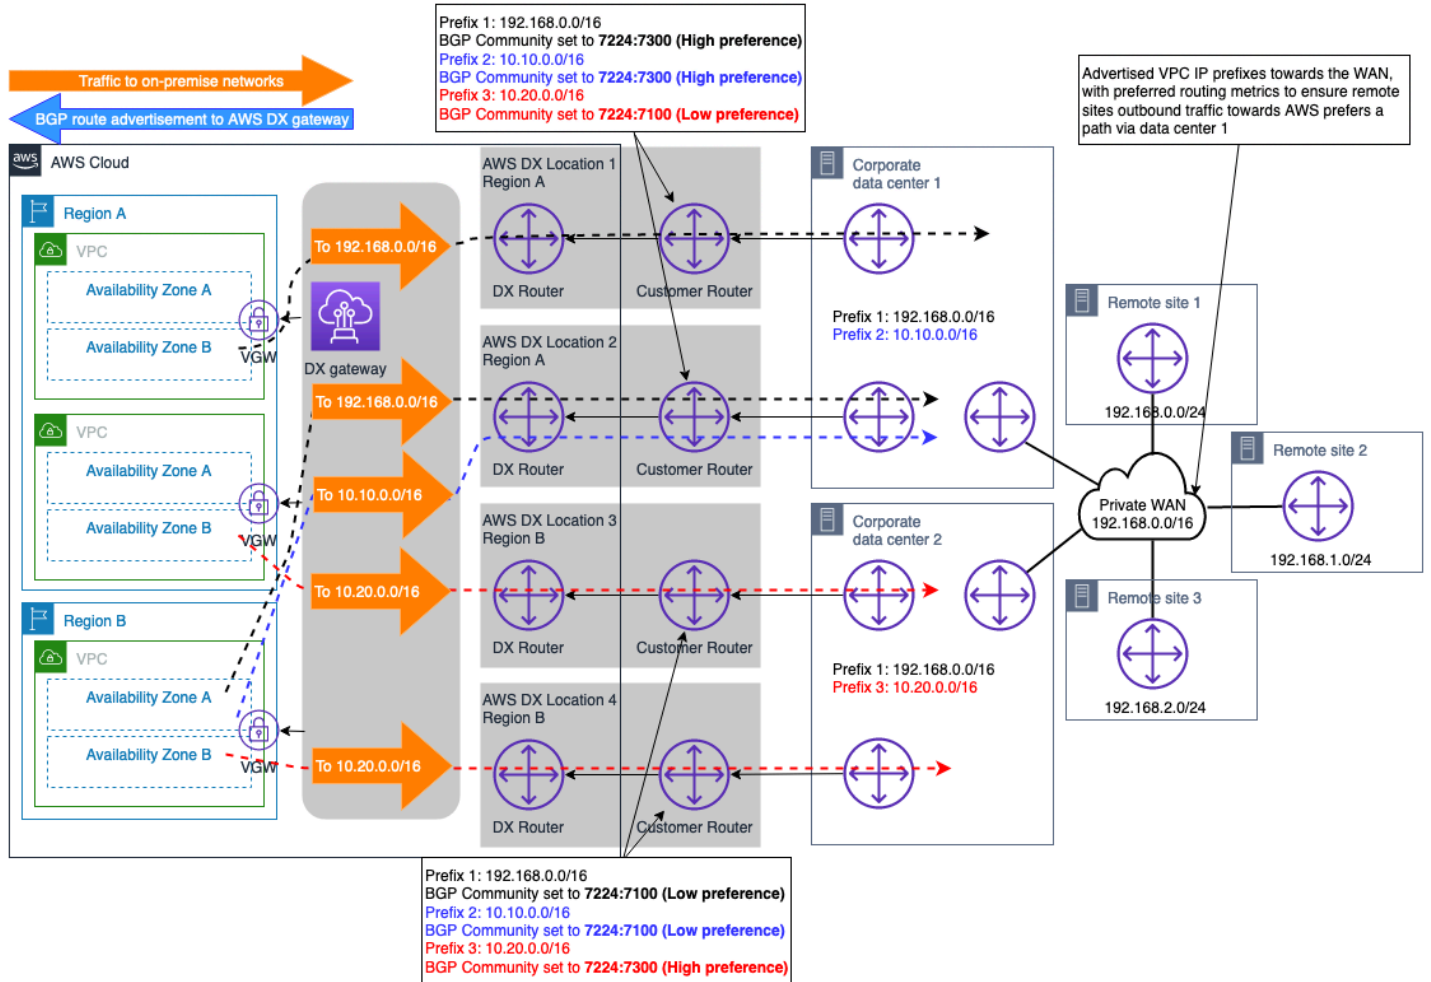 Prefix 1: 192.168.0.0/16
BGP Community set to 7224:7300 (High preference)
Prefix 2: 10.10.0.0/16
BGP Community set to 7224:7300 (High preference)
Prefix 3: 10.20.0.0/16
BGP Community set to 7224:7100 (Low preference)
Traffic to on-premise networks
BGP route advertisement to AWS DX gateway
Advertised VPC IP prefixes towards the WAN,
with preferred routing metrics to ensure remote
sites outbound traffic towards AWS prefers a
path via data center 1
aws
AWS Cloud
Region A
VPC
Availability Zone A
Availability Zone B
VGW
VPC
Availability Zone A
Availability Zone B
VGW
Region B
VPC
Availability Zone A
Availability Zone B
VGW
To 192.168.0.0/16
DX gateway
To 192.168.0.0/16
To 10.10.0.0/16
To 10.20.0.0/16
To 10.20.0.0/16
AWS DX Location 1
Region A
DX Router
Customer Router
AWS DX Location 2
Region A
DX Router
Customer Router
AWS DX Location 3
Region B
DX Router
Customer Router
AWS DX Location 4
Region B
DX Router
Customer Router
Corporate
data center 1
Prefix 1: 192.168.0.0/16
Prefix 2: 10.10.0.0/16
Corporate
data center 2
Prefix 1: 192.168.0.0/16
Prefix 3: 10.20.0.0/16
Remote site 1
192.168.0.0/24
Private WAN
192.168.0.0/16
Remote site 2
192.168.1.0/24
Remote site 3
192.168.2.0/24
Prefix 1: 192.168.0.0/16
BGP Community set to 7224:7100 (Low preference)
Prefix 2: 10.10.0.0/16
BGP Community set to 7224:7100 (Low preference)
Prefix 3: 10.20.0.0/16
BGP Community set to 7224:7300 (High preference)